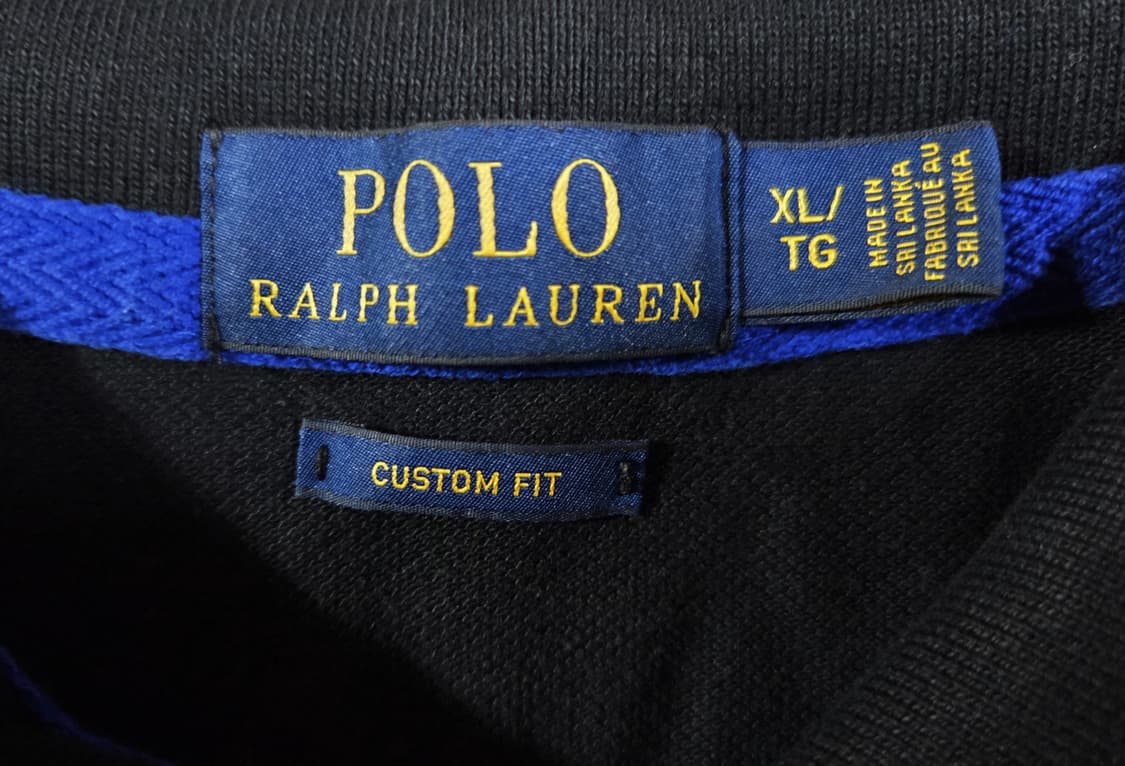 POLO
RALPH LAUREN
XL/
TG
MADE IN
SRI LANKA
FABRIQUÉ AU
SRI LANKA
CUSTOM FIT